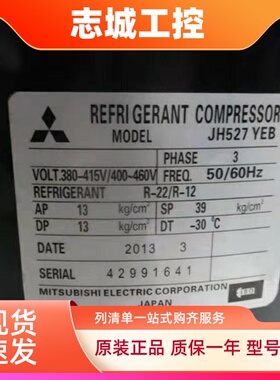 志城工控
REFRIGERANT COMPRESSOR
MODEL JH527 YEB
PHASE 3
VOLT. 380-415V/400-460V FREQ. 50/60Hz
REFRIGERANT R-22/R-12
AP 13 kg/cm² SP 39 kg/cm²
DP 13 kg/cm² DT -30 ℃
DATE 2013 3
SERIAL 42991641
MITSUBISHI ELECTRIC CORPORATION
JAPAN
现货 列清单一站式购齐服务
当天发 原装正品 质保一年 型号